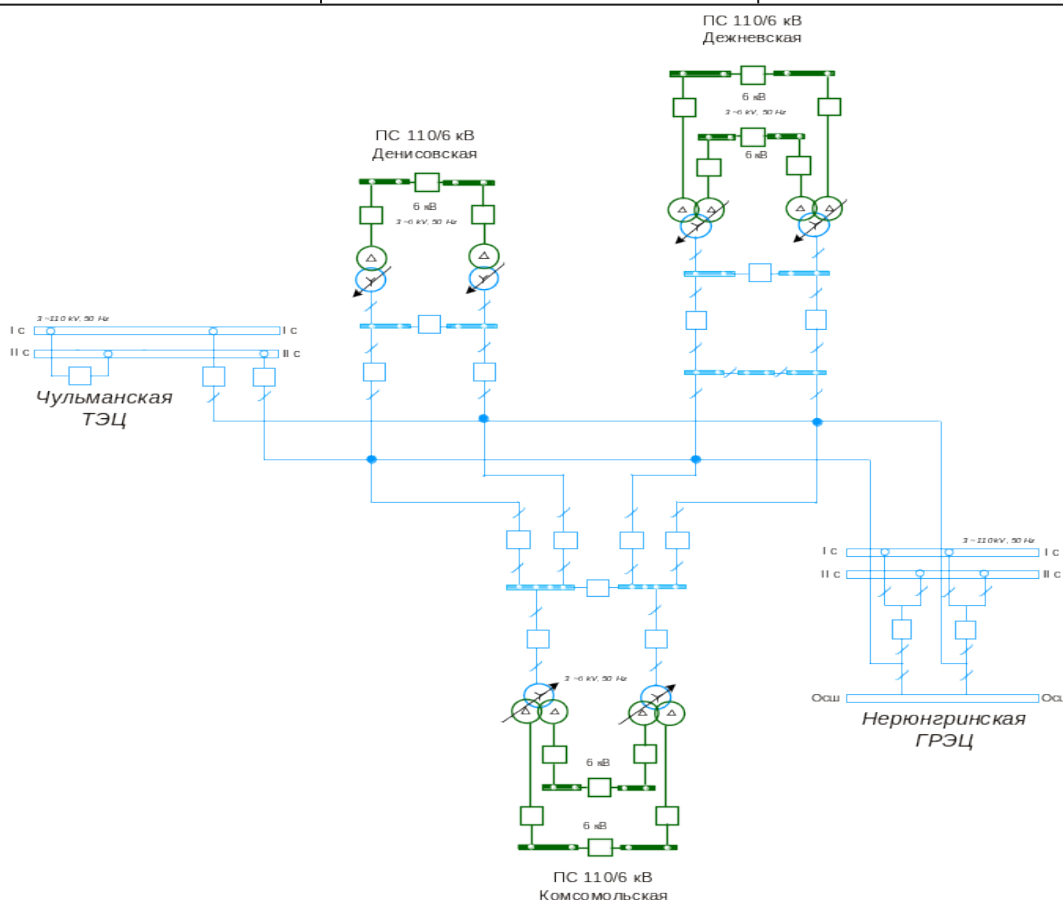 ПС 110/6 кВ
Дежневская
6 кВ
3 ~6 kV, 50 Hz
6 кВ
ПС 110/6 кВ
Денисовская
6 кВ
3 ~6 kV, 50 Hz
3 ~110 kV, 50 Hz
I с
I с
II с
II с
Чульманская
ТЭЦ
3 ~110kV, 50 Hz
I с
I с
II с
II с
Осш
Осш
Нерюнгринская
ГРЭЦ
3 ~6 kV, 50 Hz
6 кВ
6 кВ
ПС 110/6 кВ
Комсомольская